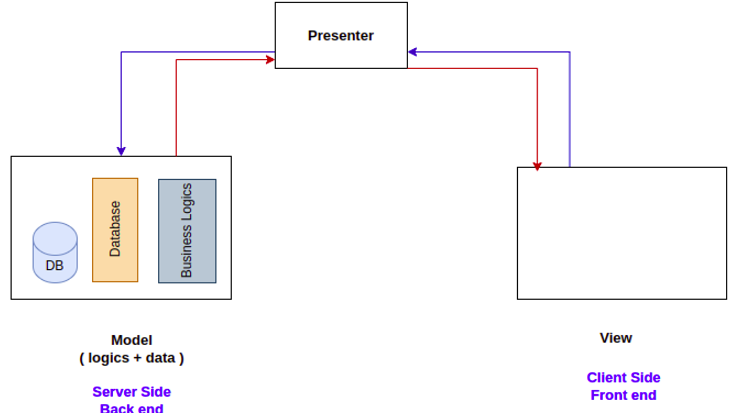 Presenter
DB
Database
Business Logics
Model
( logics + data )
Server Side
Back end
View
Client Side
Front end